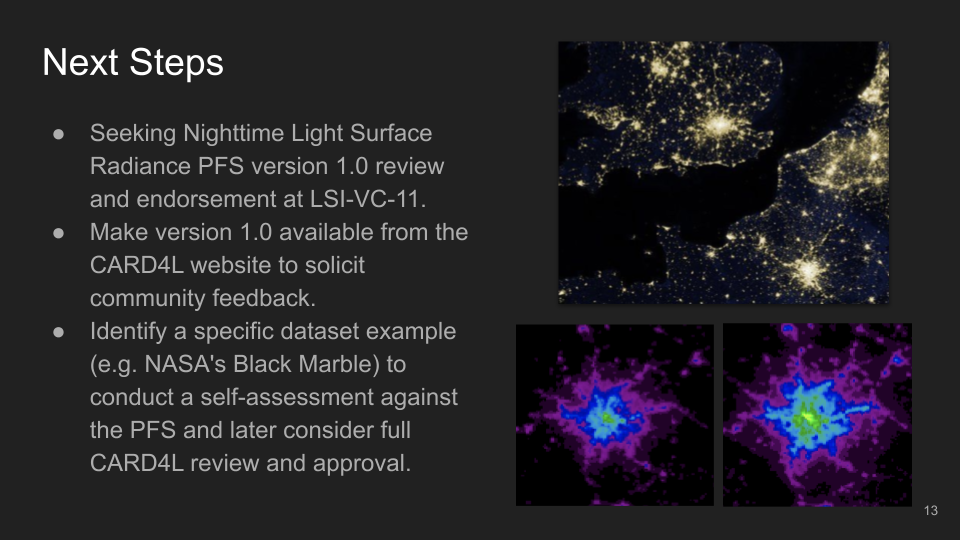 Next Steps
● Seeking Nighttime Light Surface
Radiance PFS version 1.0 review
and endorsement at LSI-VC-11.
● Make version 1.0 available from the
CARD4L website to solicit
community feedback.
● Identify a specific dataset example
(e.g. NASA's Black Marble) to
conduct a self-assessment against
the PFS and later consider full
CARD4L review and approval.
13